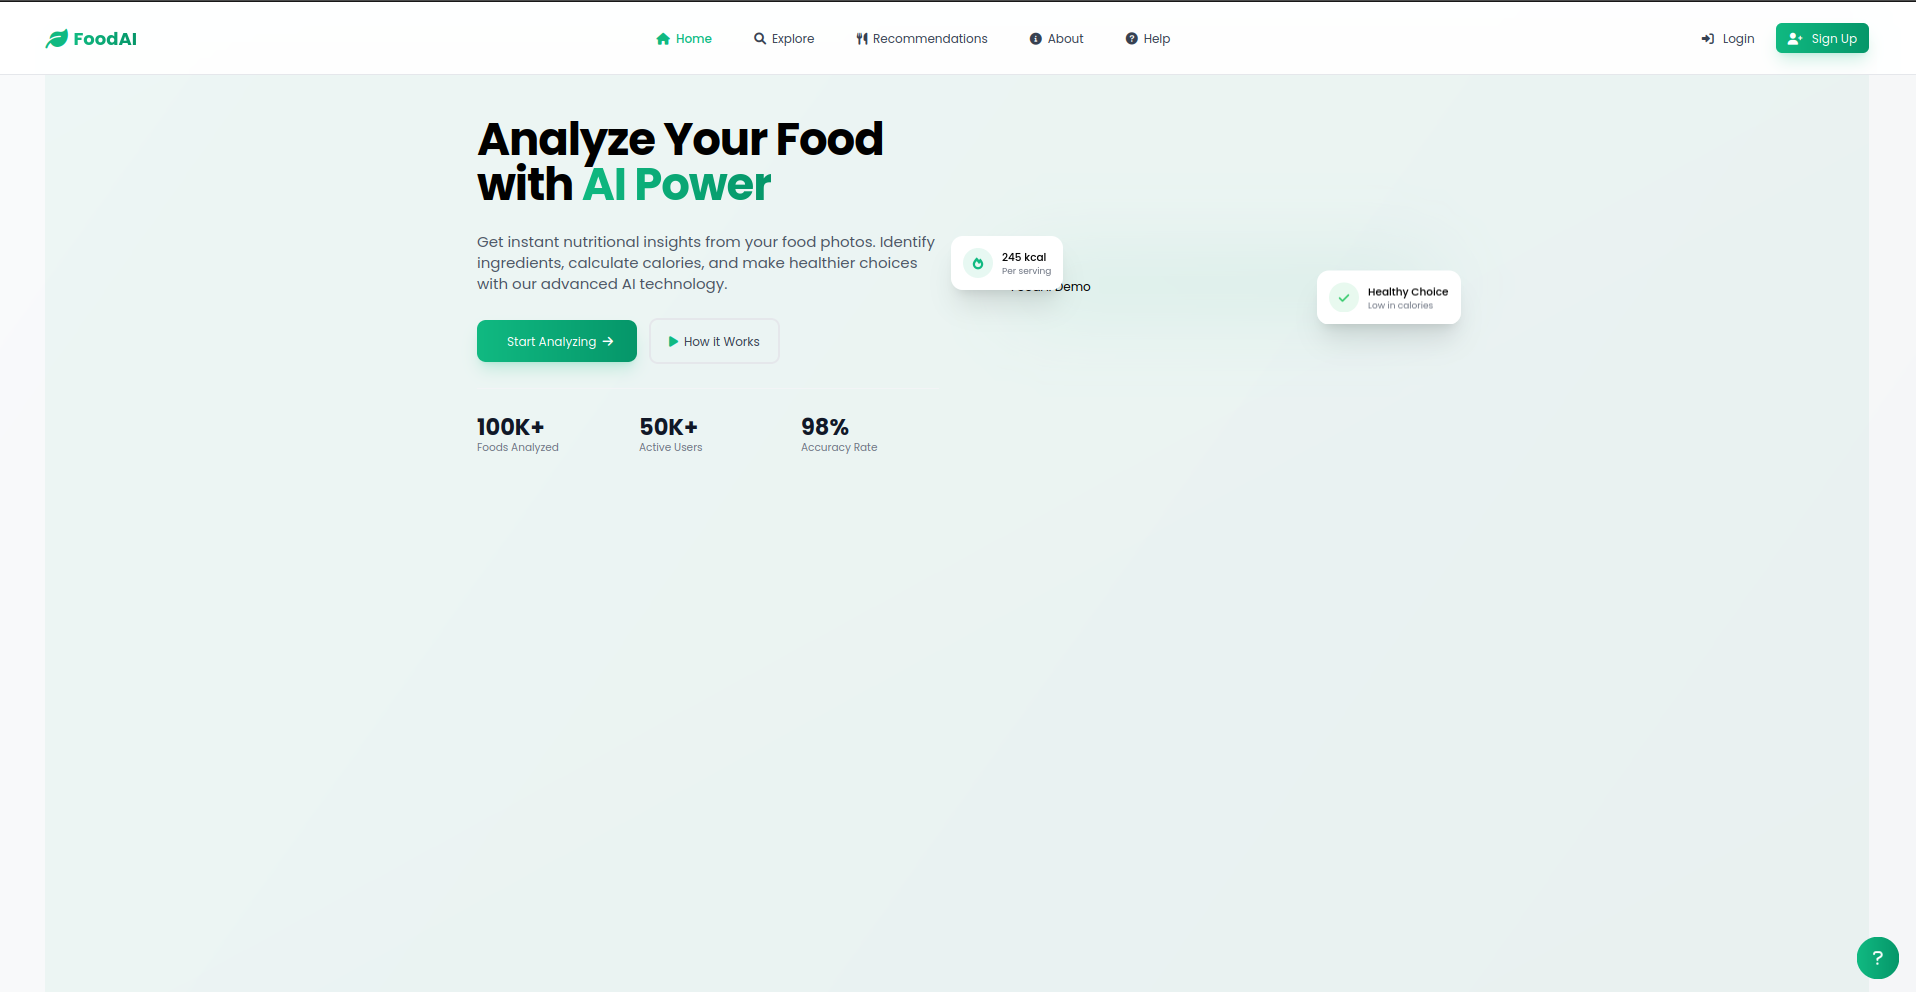 FoodAI
Home
Explore
Recommendations
About
Help
Login
Sign Up
Analyze Your Food
with AI Power
Get instant nutritional insights from your food photos. Identify
ingredients, calculate calories, and make healthier choices
with our advanced AI technology.
Start Analyzing
How it Works
100K+
Foods Analyzed
50K+
Active Users
98%
Accuracy Rate
245 kcal
Per serving
Demo
Healthy Choice
Low in calories
?